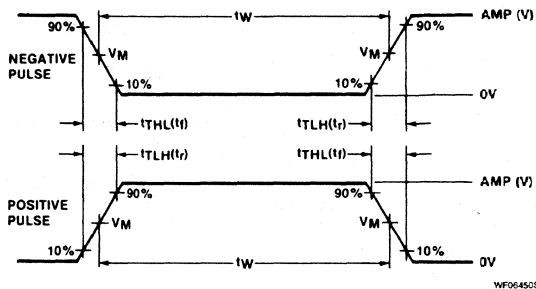 tW
AMP (V)
90%
90%
NEGATIVE
PULSE
VM
VM
10%
10%
0V
tTHL(tf)
tTLH(tr)
tTLH(tr)
tTHL(tf)
AMP (V)
90%
90%
POSITIVE
PULSE
VM
VM
10%
10%
tW
0V
WF06450S